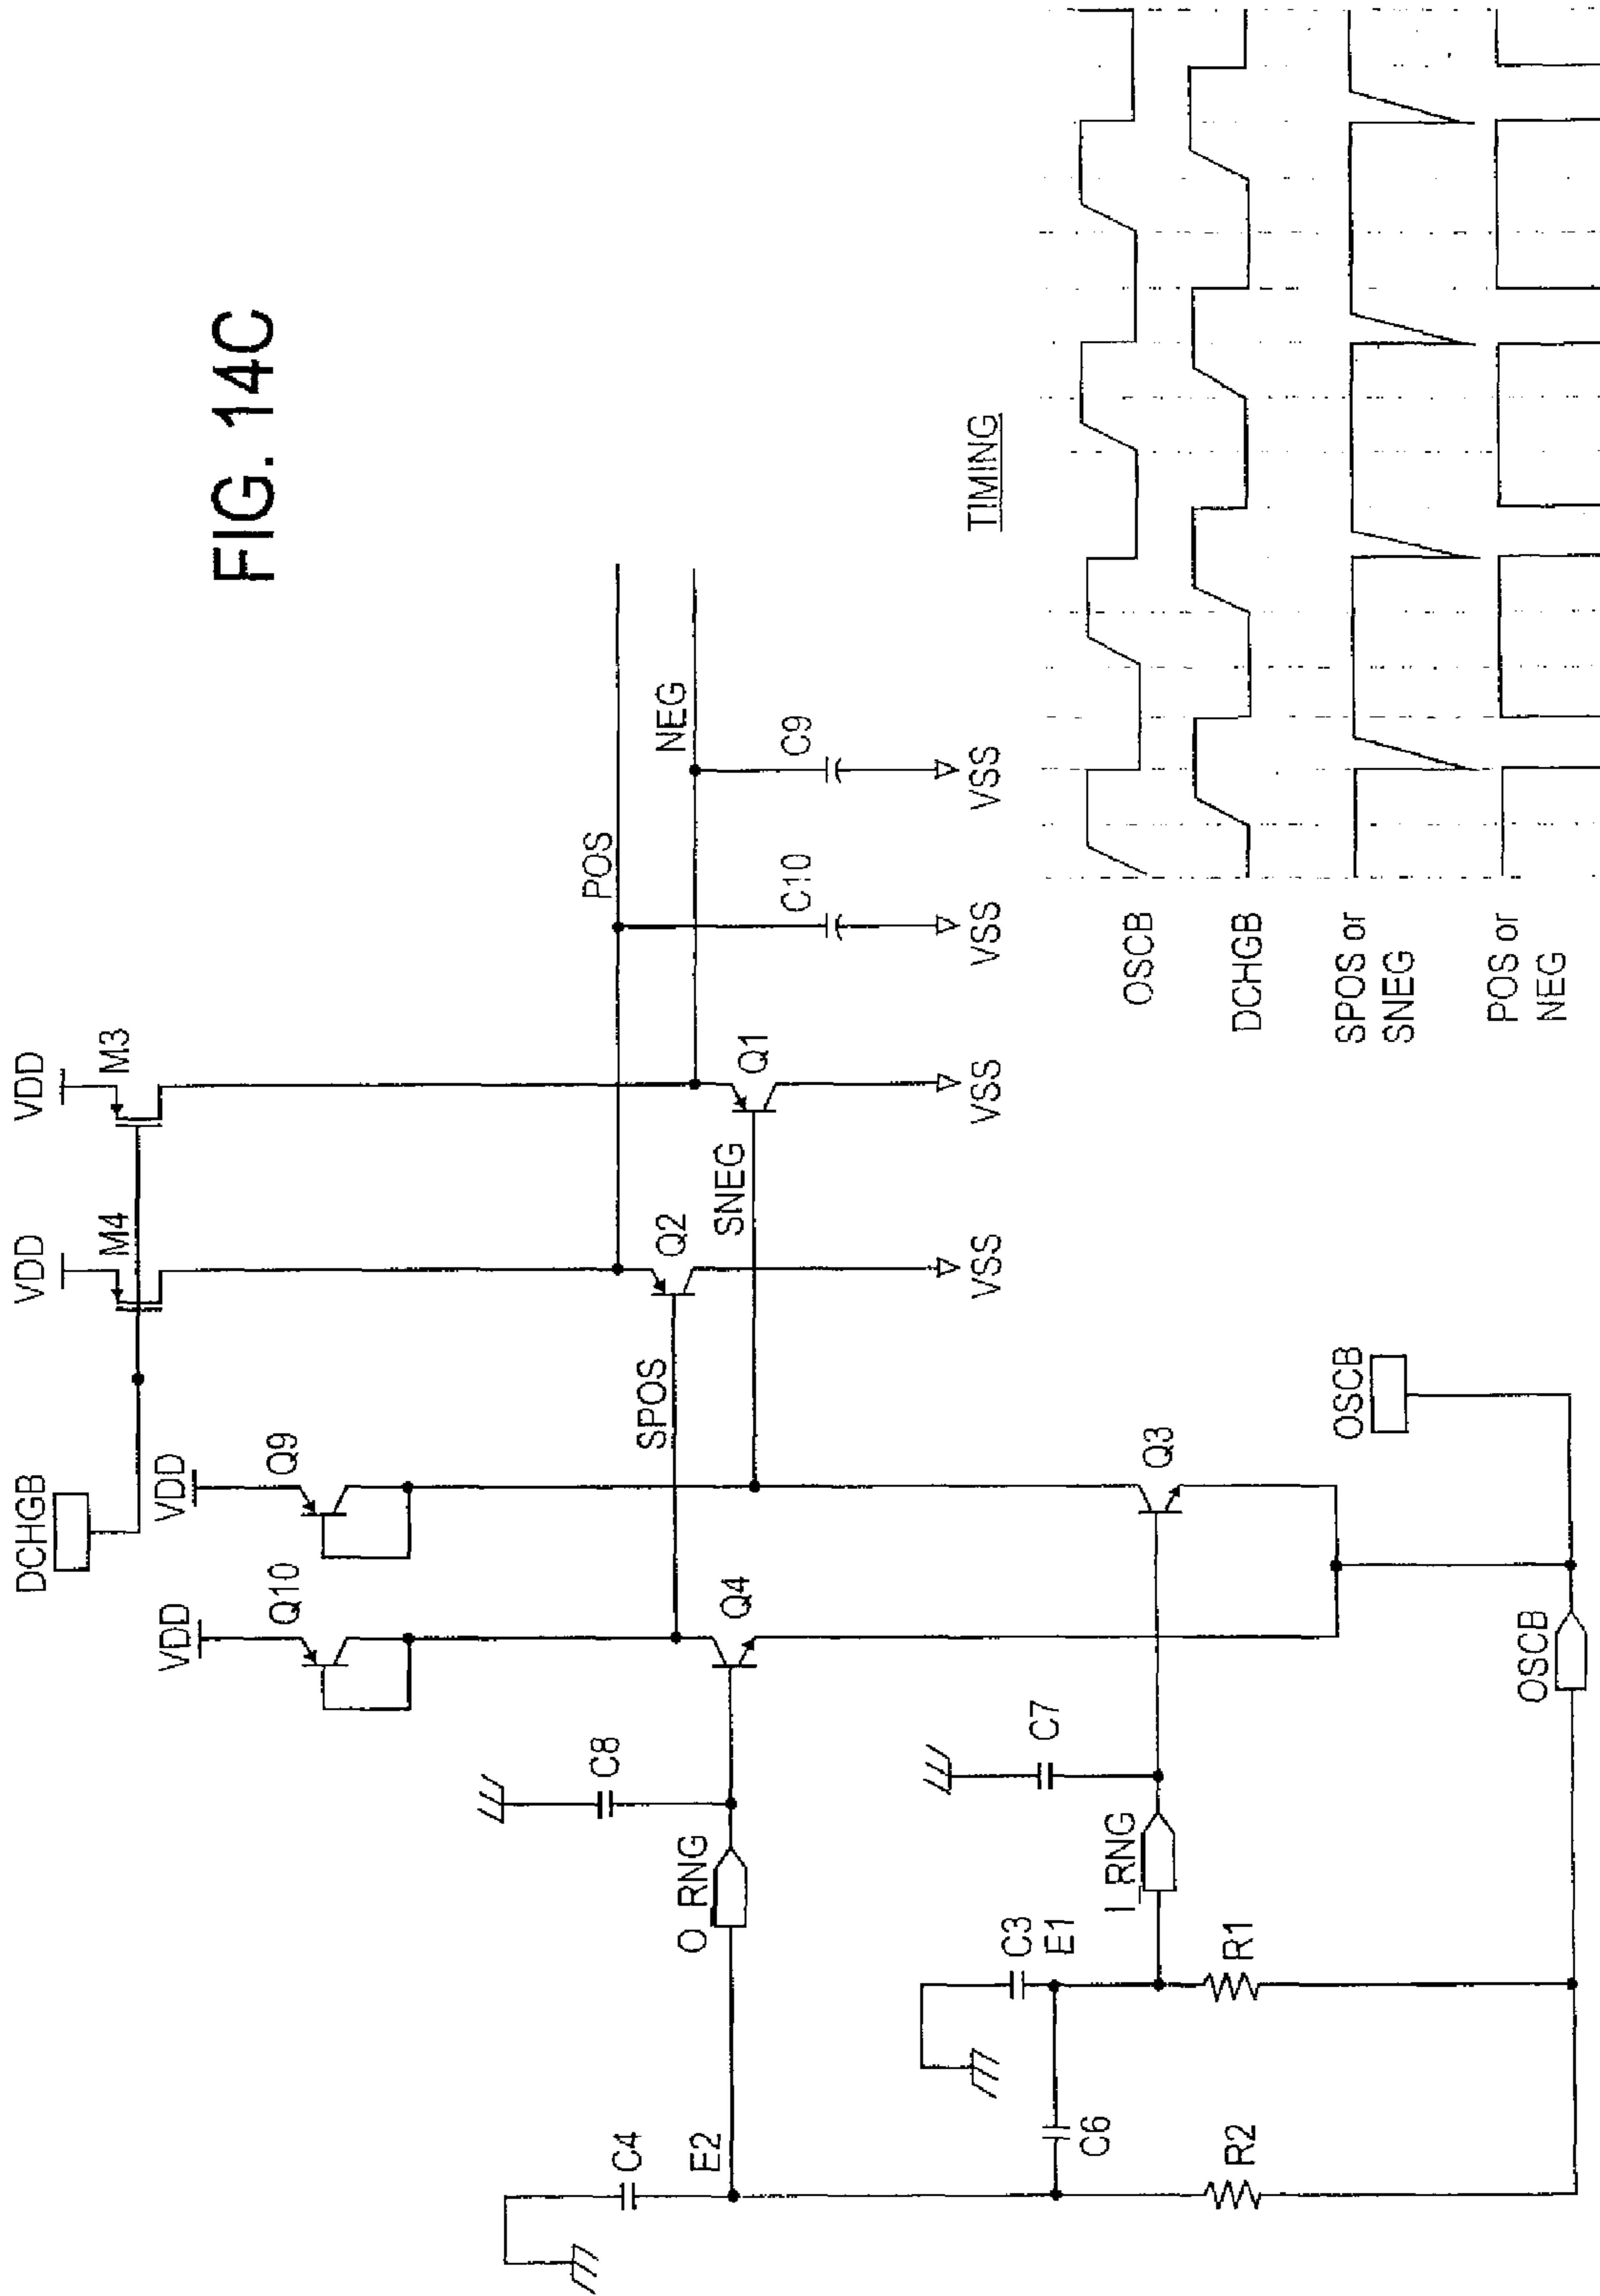 FIG. 14C
DCHGB
VDD
Q10
VDD
Q9
VDD
M4
VDD
M3
SPOS
Q2
SNEG
Q1
POS
NEG
C10
C9
VSS
VSS
VSS
VSS
C4
E2
O_RNG
C8
Q4
C3
E1
I_RNG
C7
Q3
C6
R2
R1
OSCB
OSCB
TIMING
OSCB
DCHGB
SPOS or
SNEG
POS or
NEG